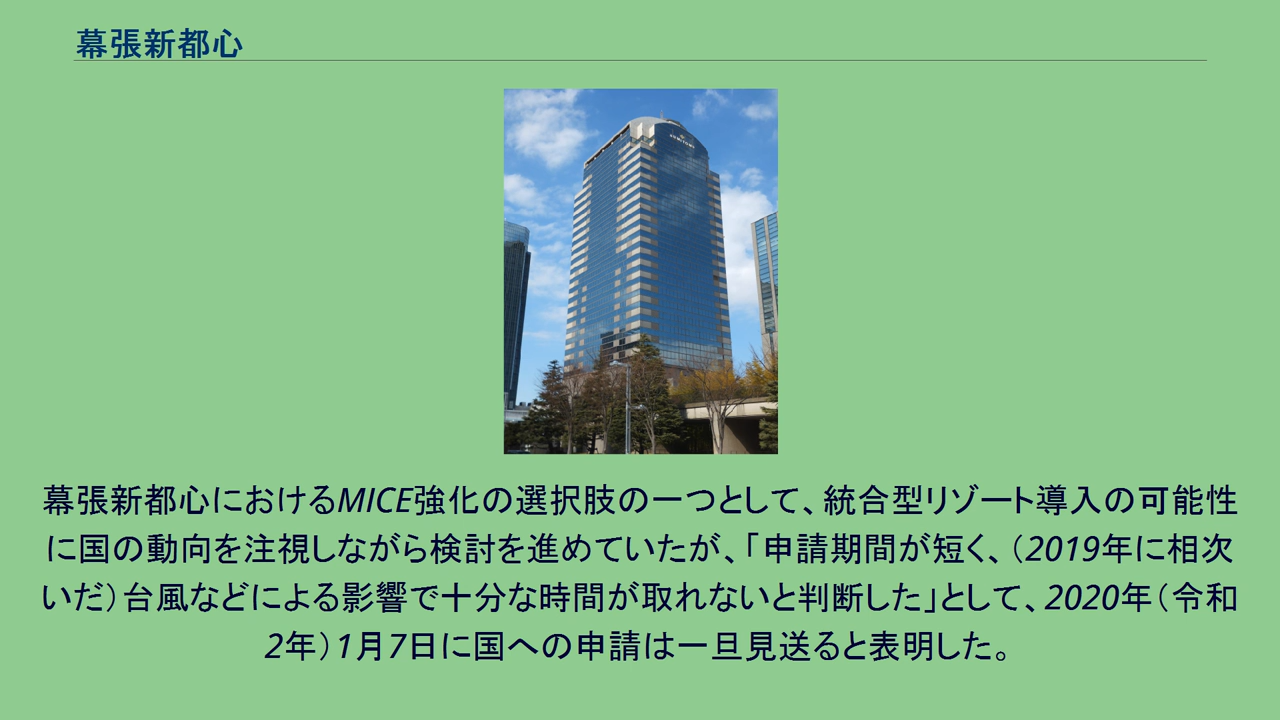 幕張新都心
幕張新都心におけるMICE強化の選択肢の一つとして、統合型リゾート導入の可能性
に国の動向を注視しながら検討を進めていたが、「申請期間が短く、（2019年に相次
いだ）台風などによる影響で十分な時間が取れないと判断した」として、2020年（令和
2年）1月7日に国への申請は一旦見送ると表明した。